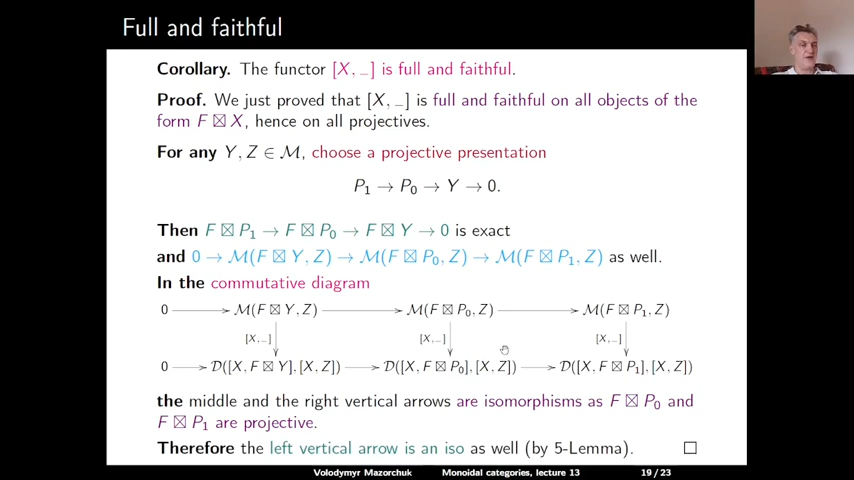 Full and faithful
Corollary. The functor [X, _] is full and faithful.
Proof. We just proved that [X, _] is full and faithful on all objects of the
form F ⊠ X, hence on all projectives.
For any Y, Z ∈ ℳ, choose a projective presentation
P₁ → P₀ → Y → 0.
Then F ⊠ P₁ → F ⊠ P₀ → F ⊠ Y → 0 is exact
and 0 → ℳ(F ⊠ Y, Z) → ℳ(F ⊠ P₀, Z) → ℳ(F ⊠ P₁, Z) as well.
In the commutative diagram
0 → ℳ(F ⊠ Y, Z) → ℳ(F ⊠ P₀, Z) → ℳ(F ⊠ P₁, Z)
[X,_] [X,_] [X,_]
0 → 𝒟([X, F ⊠ Y], [X, Z]) → 𝒟([X, F ⊠ P₀], [X, Z]) → 𝒟([X, F ⊠ P₁], [X, Z])
the middle and the right vertical arrows are isomorphisms as F ⊠ P₀ and
F ⊠ P₁ are projective.
Therefore the left vertical arrow is an iso as well (by 5-Lemma). □
Volodymyr Mazorchuk Monoidal categories, lecture 13 19 / 23